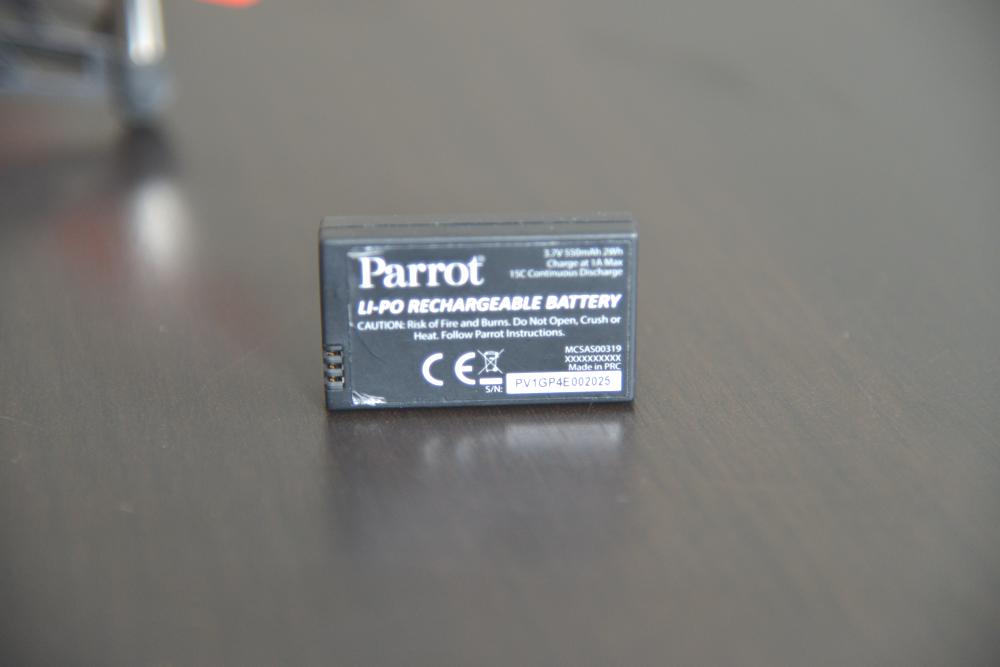 Parrot®
3.7V 550mAh 2Wh
Charge at 1A Max
15C Continuous Discharge
LI-PO RECHARGEABLE BATTERY
CAUTION: Risk of Fire and Burns. Do Not Open, Crush or
Heat. Follow Parrot Instructions.
CE
MCSAS00319
XXXXXXXXXX
Made in PRC
S/N: PV1GP4E002025